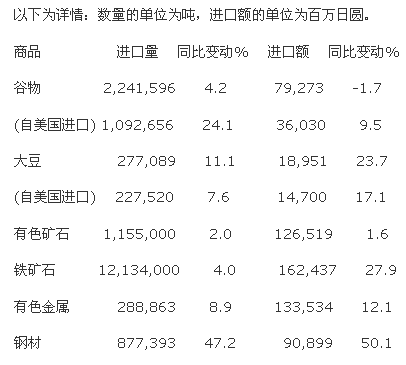 以下为详情：数量的单位为吨，进口额的单位为百万日圆。
商品 进口量 同比变动% 进口额 同比变动%
谷物 2,241,596 4.2 79,273 -1.7
(自美国进口) 1,092,656 24.1 36,030 9.5
大豆 277,089 11.1 18,951 23.7
(自美国进口) 227,520 7.6 14,700 17.1
有色矿石 1,155,000 2.0 126,519 1.6
铁矿石 12,134,000 4.0 162,437 27.9
有色金属 288,863 8.9 133,534 12.1
钢材 877,393 47.2 90,899 50.1